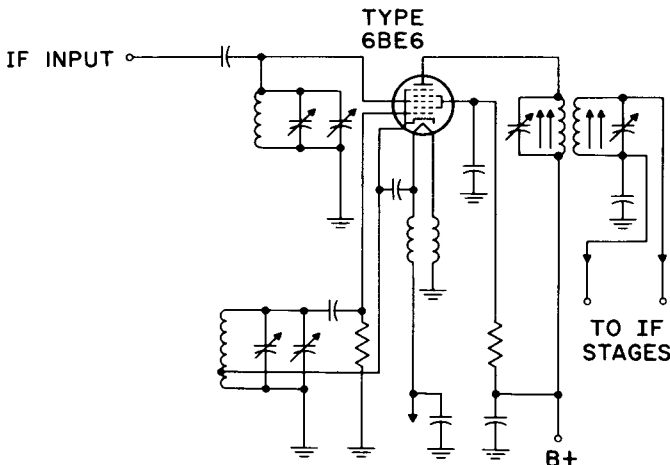 TYPE
6BE6
IF INPUT
TO IF
STAGES
B+